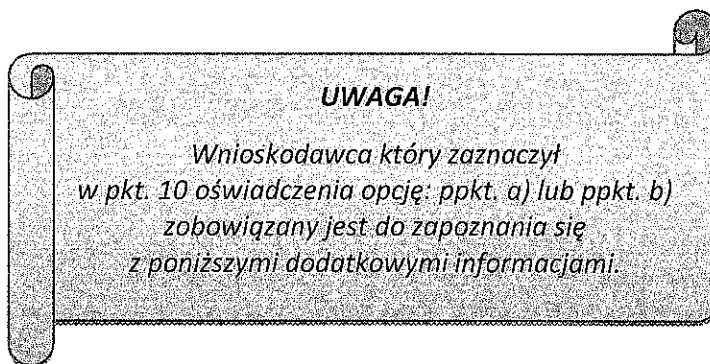 UWAGA!
Wnioskodawca który zaznaczył
w pkt. 10 oświadczenia opcję: ppkt. a) lub ppkt. b)
zobowiązany jest do zapoznania się
z poniższymi dodatkowymi informacjami.